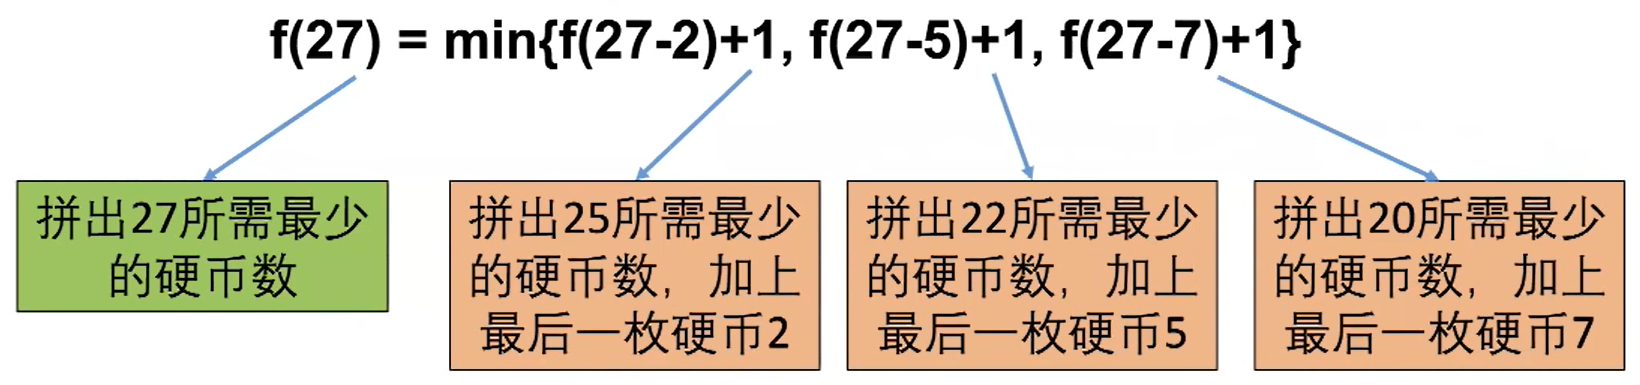 f(27) = min{f(27-2)+1, f(27-5)+1, f(27-7)+1}
拼出27所需最少
的硬币数
拼出25所需最少
的硬币数，加上
最后一枚硬币2
拼出22所需最少
的硬币数，加上
最后一枚硬币5
拼出20所需最少
的硬币数，加上
最后一枚硬币7